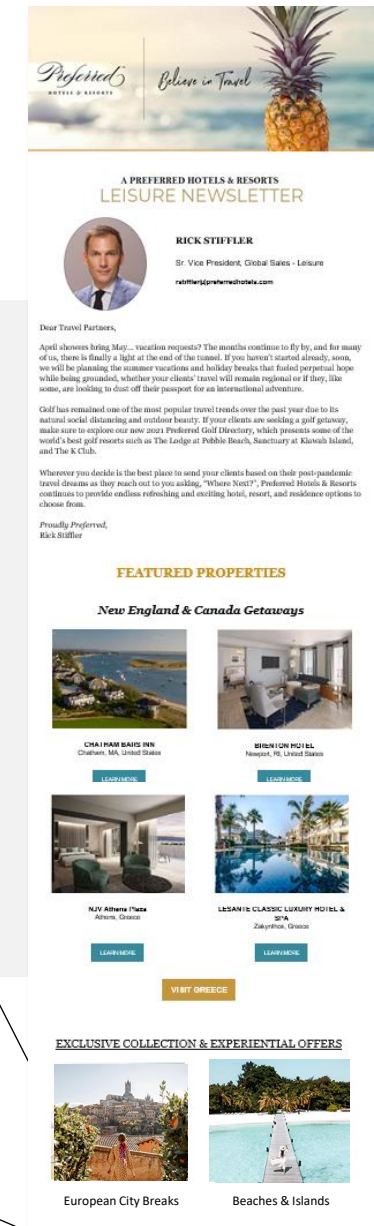 Preferred
HOTELS & RESORTS
Believe in Travel
A PREFERRED HOTELS & RESORTS
LEISURE NEWSLETTER
RICK STIFFLER
Sr. Vice President, Global Sales - Leisure
rstiffler@preferredhotels.com
Dear Travel Partners,
April showers bring May... vacation requests? The months continue to fly by, and for many
of us, there is finally a light at the end of the tunnel. If you haven't started already, soon,
we will be planning the summer vacations and holiday breaks that fueled perpetual hope
while being grounded, whether your clients' travel will remain regional or if they, like
some, are looking to dust off their passport for an international adventure.
Golf has remained one of the most popular travel trends over the past year due to its
natural social distancing and outdoor beauty. If your clients are seeking a golf getaway,
make sure to explore our new 2021 Preferred Golf Directory, which presents some of the
world's best golf resorts such as The Lodge at Pebble Beach, Sanctuary at Kiawah Island,
and The K Club.
Wherever you decide is the best place to send your clients based on their post-pandemic
travel dreams as they reach out to you asking, "Where Next?", Preferred Hotels & Resorts
continues to provide endless refreshing and exciting hotel, resort, and residence options to
choose from.
Proudly Preferred,
Rick Stiffler
FEATURED PROPERTIES
New England & Canada Getaways
CHATHAM BARS INN
Chatham, MA, United States
LEARN MORE
BRENTON HOTEL
Newport, RI, United States
LEARN MORE
NJV Athens Plaza
Athens, Greece
LEARN MORE
LESANTE CLASSIC LUXURY HOTEL &
SPA
Zakynthos, Greece
LEARN MORE
VISIT GREECE
EXCLUSIVE COLLECTION & EXPERIENTIAL OFFERS
European City Breaks
Beaches & Islands